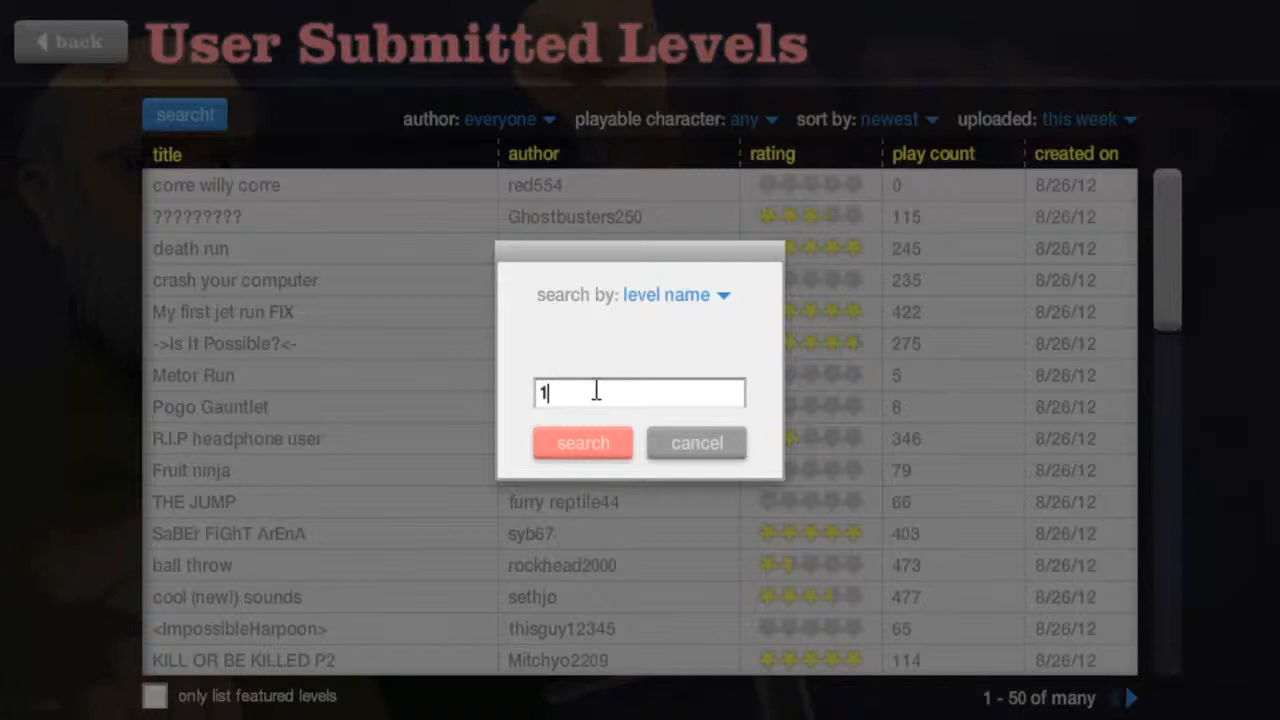 back
User Submitted Levels
search!
author: everyone playable character: any sort by: newest uploaded: this week
title author rating play count created on
corre willy corre red554 0 8/26/12
????????? Ghostbusters250 115 8/26/12
death run 245 8/26/12
crash your computer 235 8/26/12
My first jet run FIX 422 8/26/12
->Is it Possible?<- 275 8/26/12
Metor Run 5 8/26/12
Pogo Gauntlet 8 8/26/12
R.I.P headphone user 346 8/26/12
Fruit ninja 79 8/26/12
THE JUMP furry reptile44 66 8/26/12
SaBEr FiGhT ArEnA syb67 403 8/26/12
ball throw rockhead2000 473 8/26/12
cool (new!) sounds sethjo 477 8/26/12
<ImpossibleHarpoon> thisguy12345 65 8/26/12
KILL OR BE KILLED P2 Mitchyo2209 114 8/26/12
search by: level name
1
search cancel
only list featured levels 1 - 50 of many